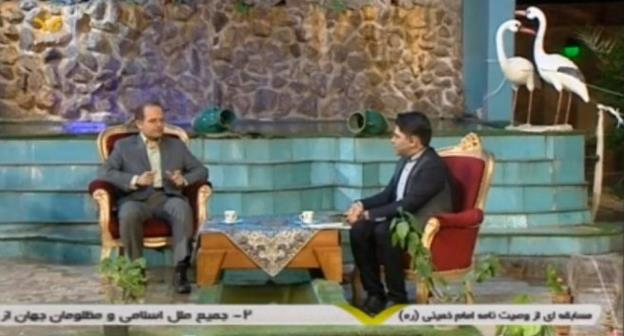 مسابقه ای از وصیت نامه امام خمینی (ره)
۲- جمیع ملل اسلامی و مظلومان جهان از